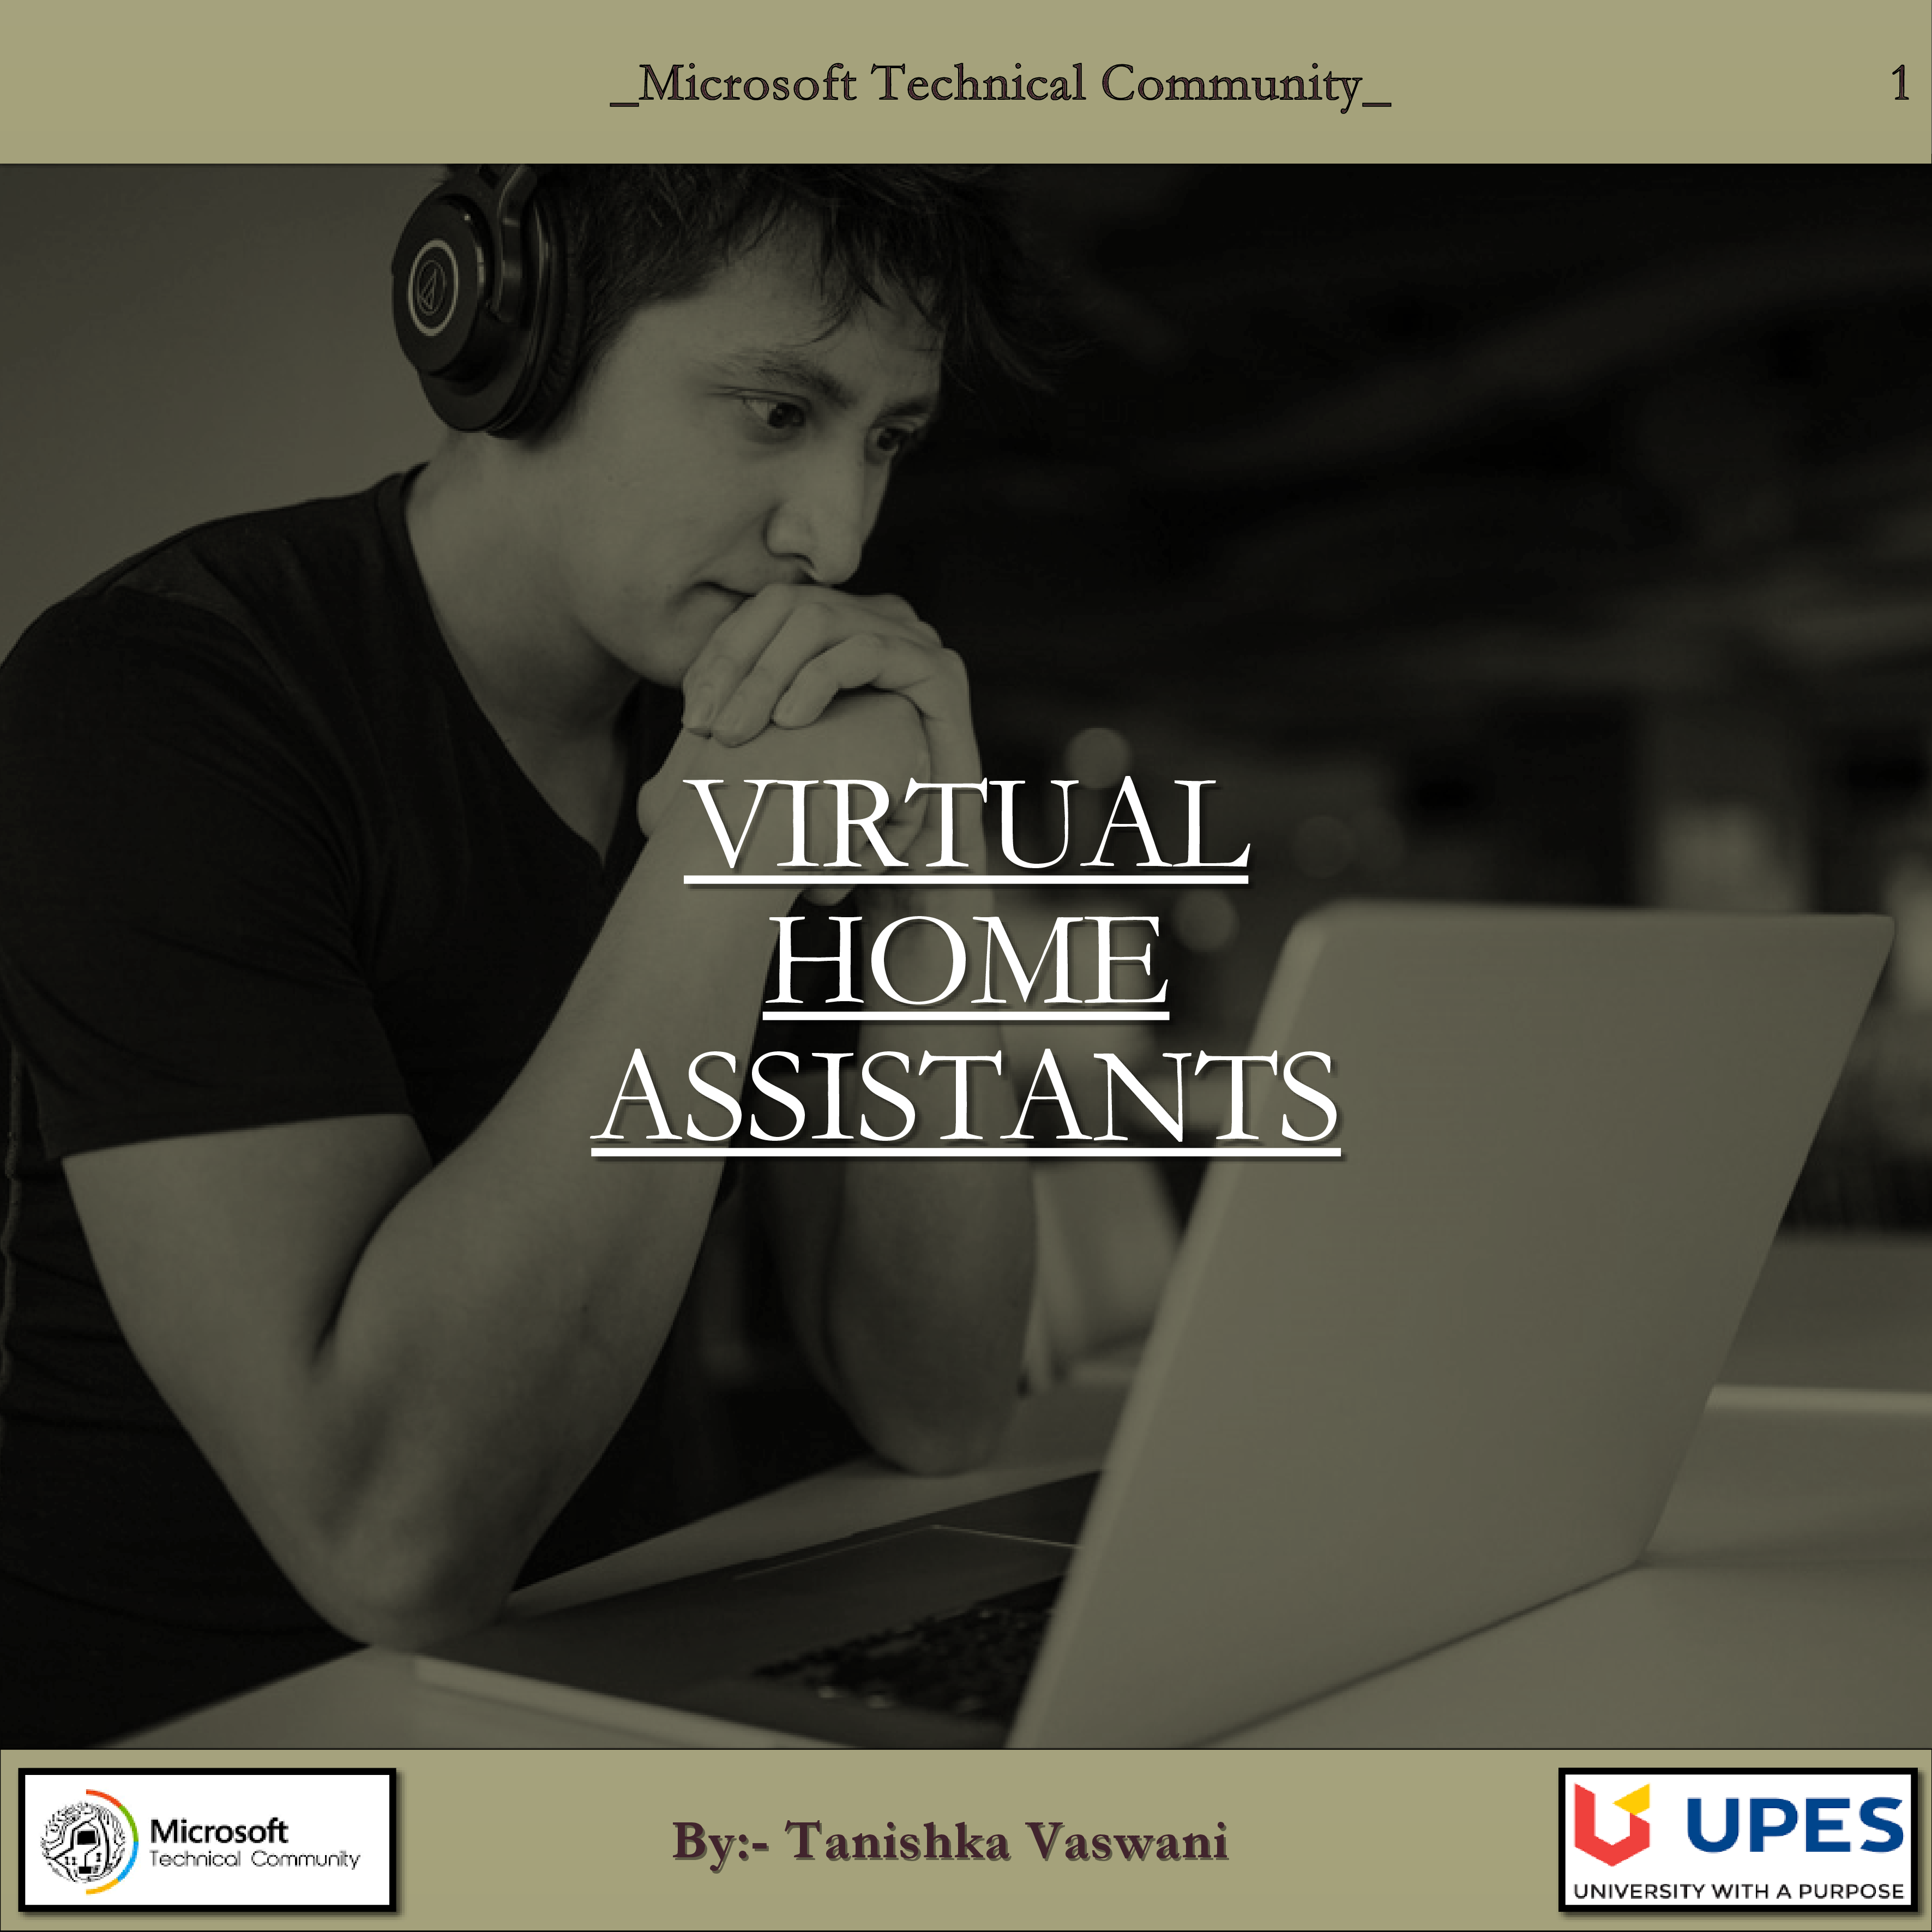 _Microsoft Technical Community_
1
VIRTUAL
HOME
ASSISTANTS
Microsoft
Technical Community
By:- Tanishka Vaswani
UPES
UNIVERSITY WITH A PURPOSE